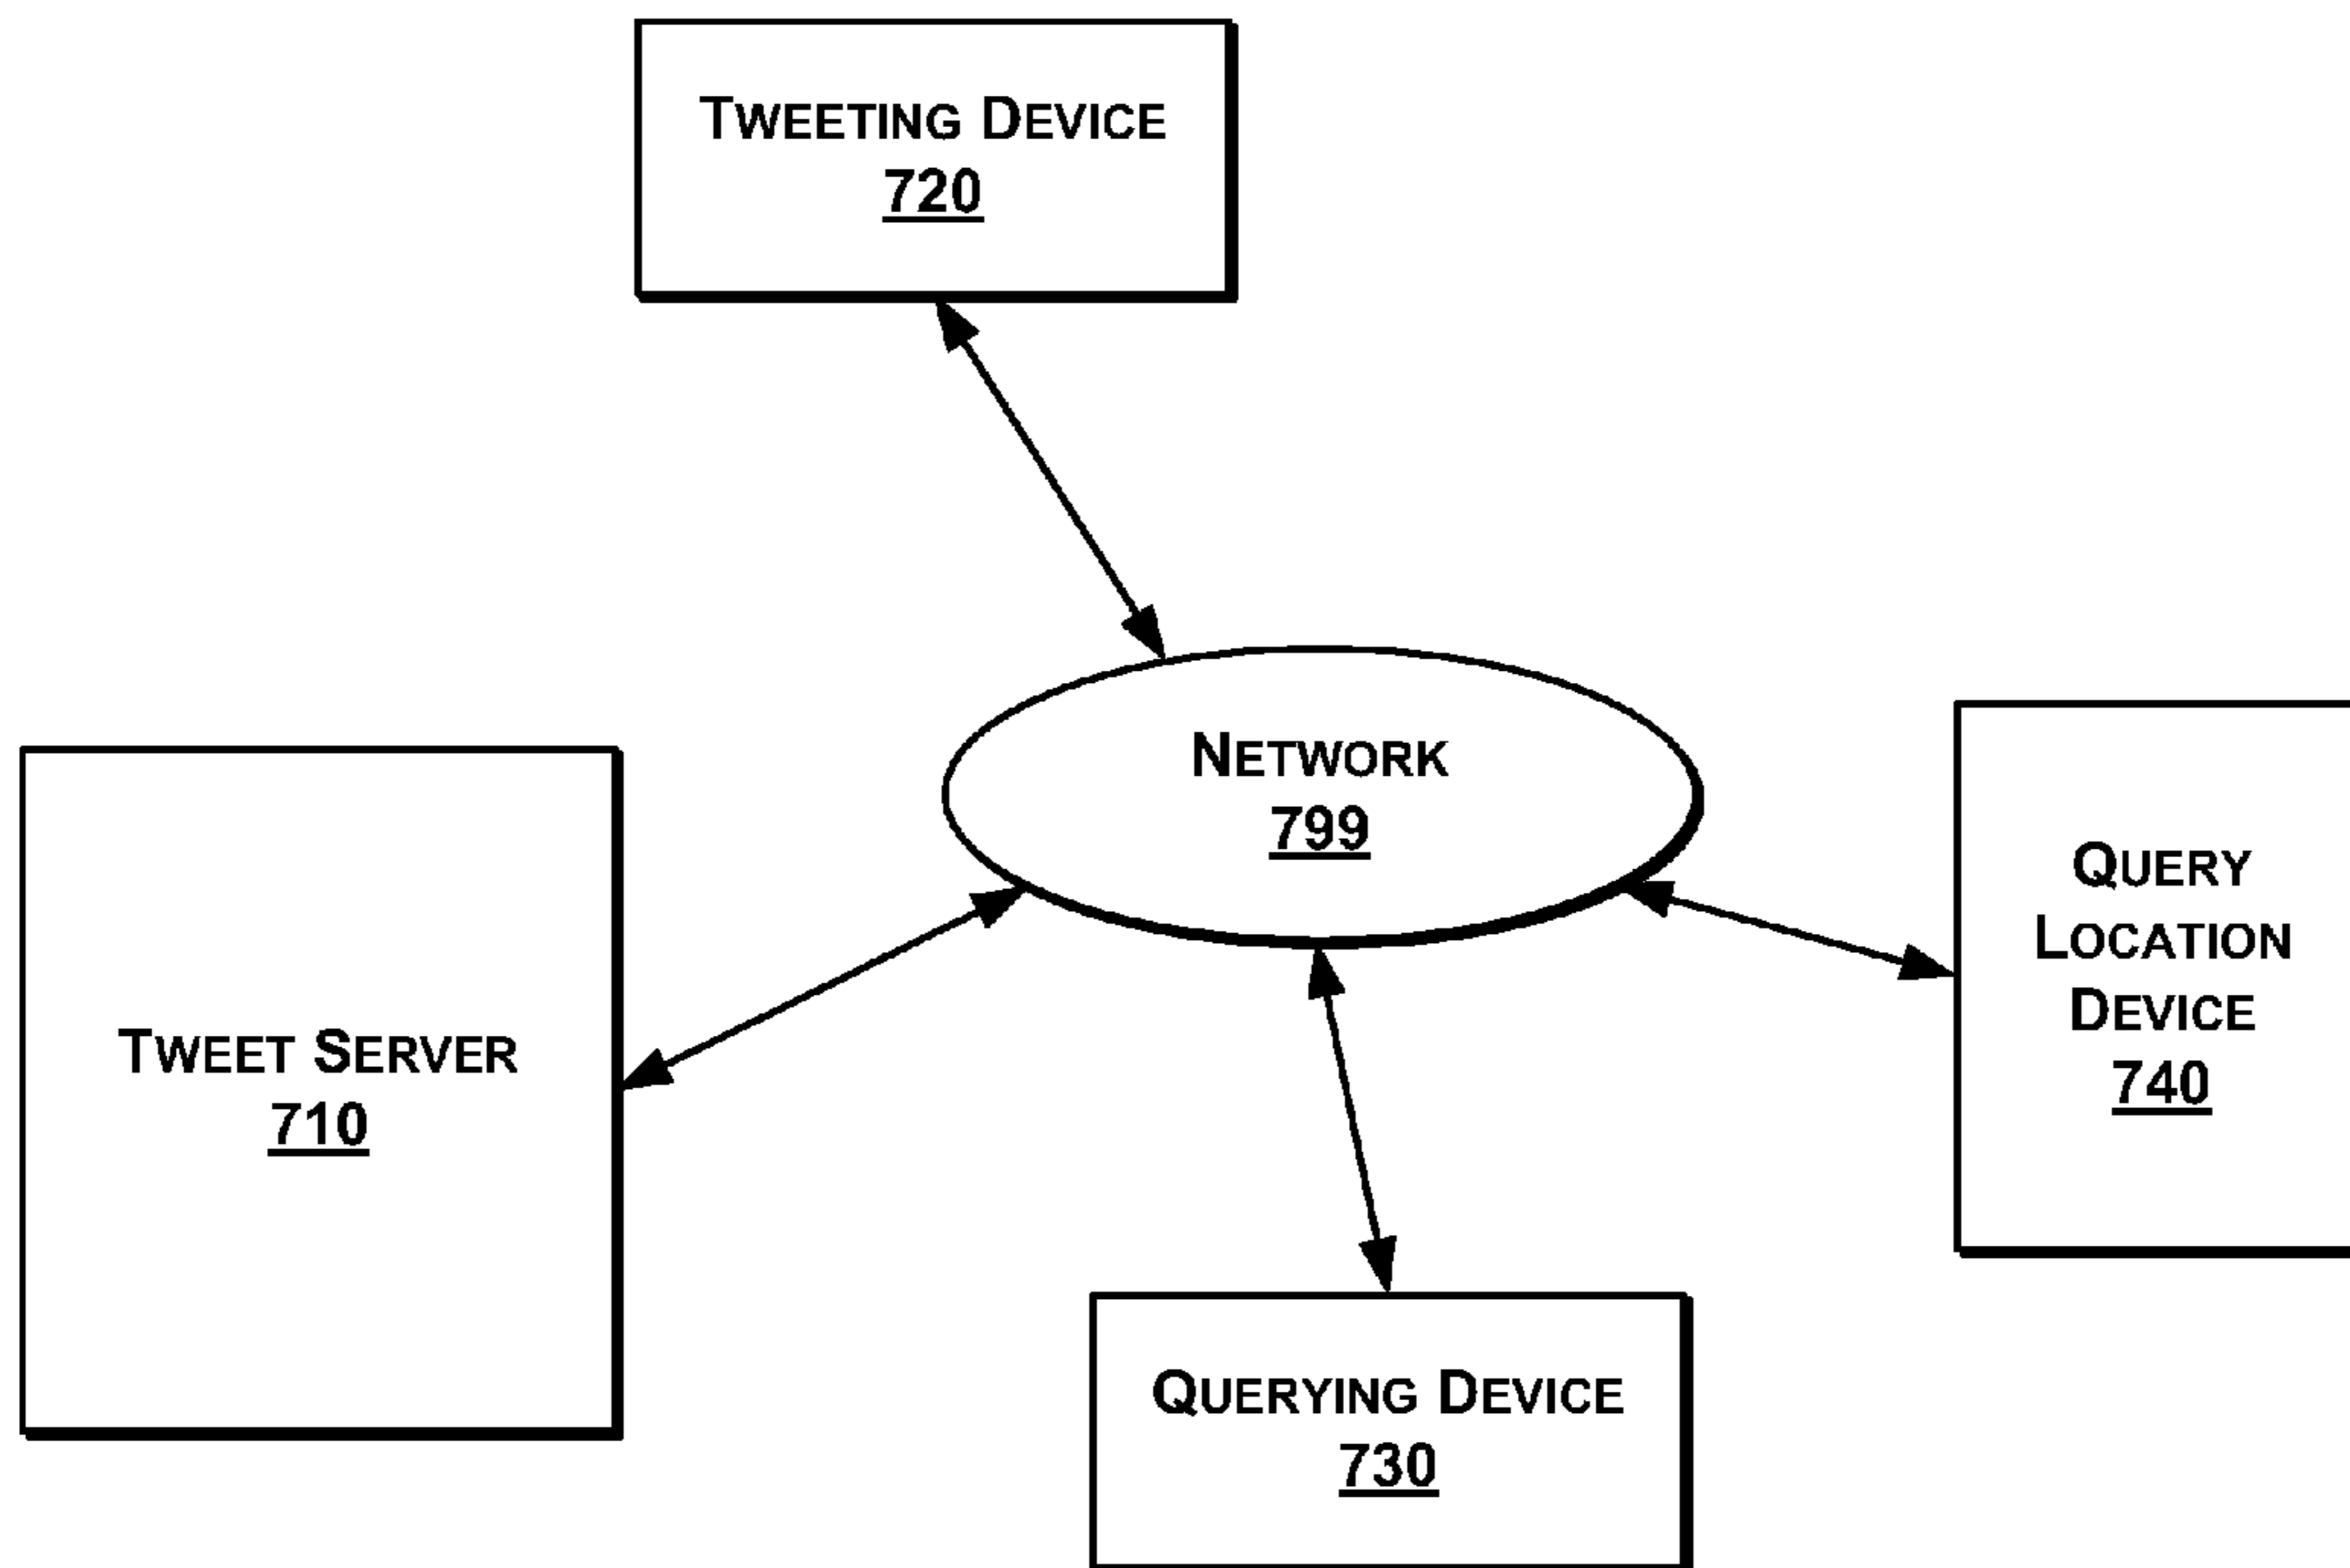 TWEETING DEVICE
720
NETWORK
799
TWEET SERVER
710
QUERY
LOCATION
DEVICE
740
QUERYING DEVICE
730